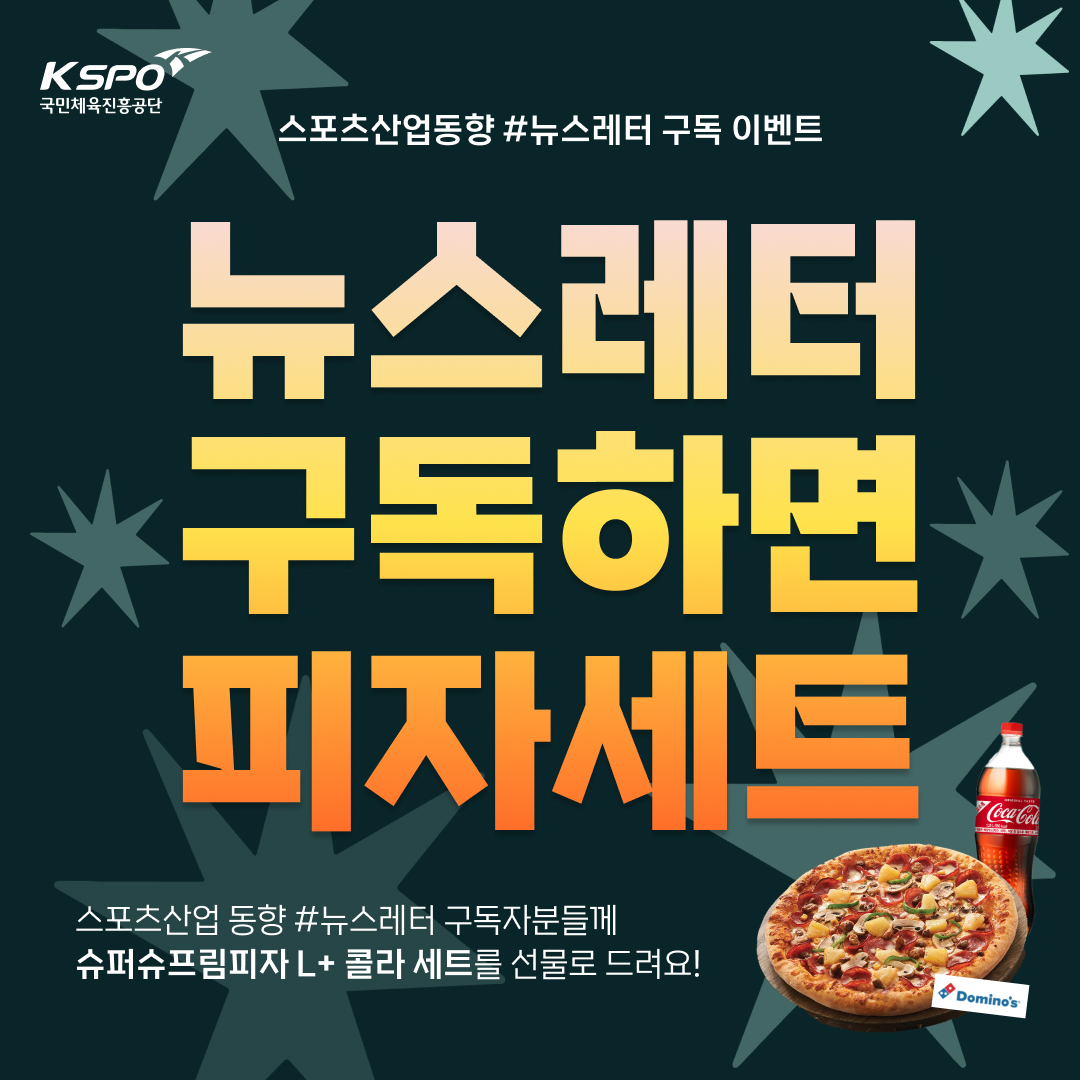 KSPO
국민체육진흥공단
스포츠산업동향 #뉴스레터 구독 이벤트
뉴스레터
구독하면
피자세트
ORIGINAL TASTE
Coca-Cola
스포츠산업 동향 #뉴스레터 구독자분들께
슈퍼슈프림피자 L+ 콜라 세트를 선물로 드려요!
Domino's